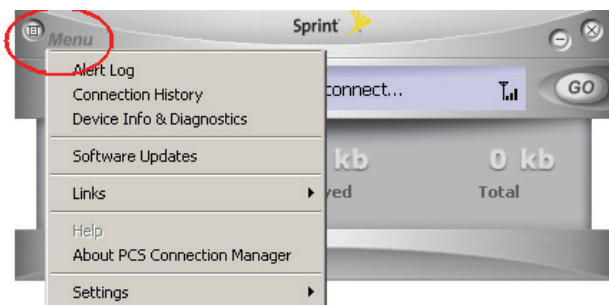 Sprint
Menu
Alert Log
Connection History
connect...
GO
Device Info & Diagnostics
Software Updates
kb
0 kb
Links
Total
Help
About PCS Connection Manager
Settings